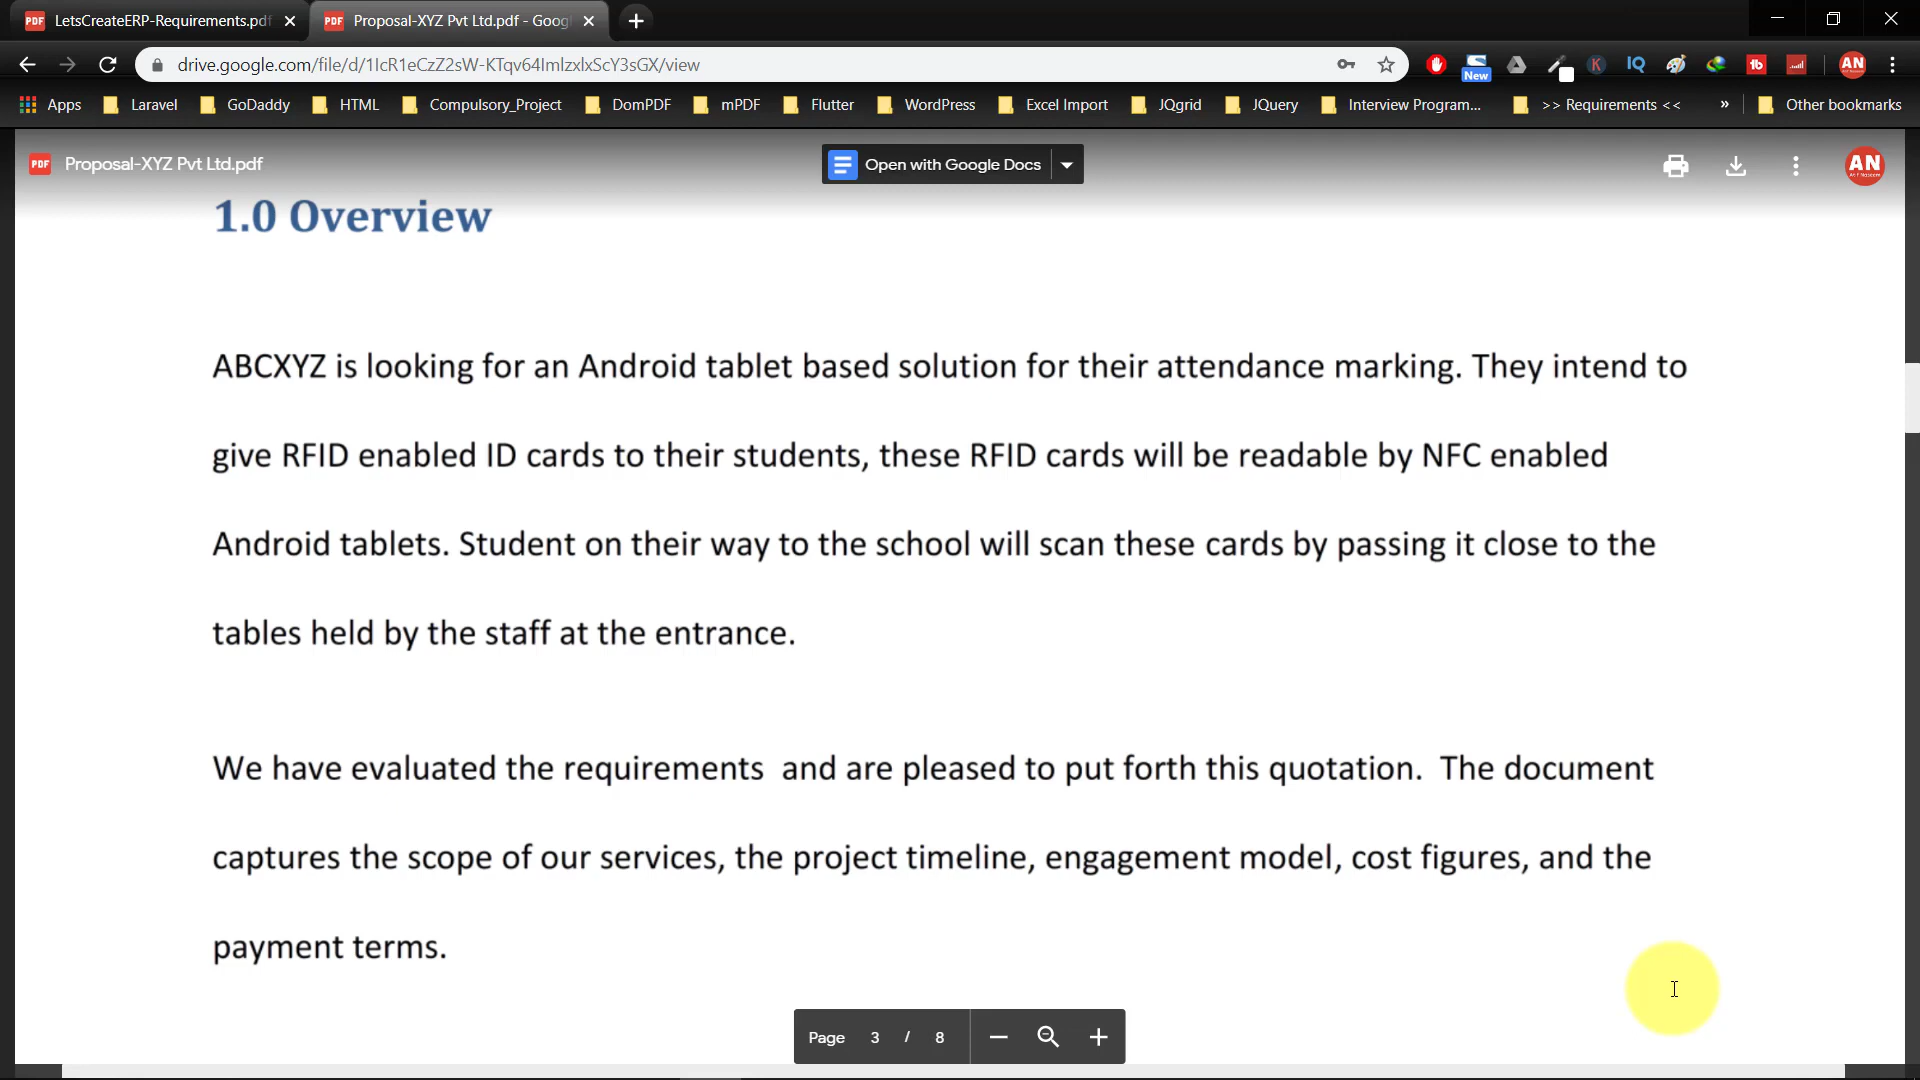 LetsCreateERP-Requirements.pdf
Proposal-XYZ Pvt Ltd.pdf - Goog
drive.google.com/file/d/1IcR1eCzZ2sW-KTqv64ImlzxlxScY3sGX/view
New
K
IQ
tb
AN
Apps
Laravel
GoDaddy
HTML
Compulsory_Project
DomPDF
mPDF
Flutter
WordPress
Excel Import
JQgrid
JQuery
Interview Program...
>> Requirements <<
»
Other bookmarks
PDF
Proposal-XYZ Pvt Ltd.pdf
Open with Google Docs
AN
1.0 Overview
ABCXYZ is looking for an Android tablet based solution for their attendance marking. They intend to
give RFID enabled ID cards to their students, these RFID cards will be readable by NFC enabled
Android tablets. Student on their way to the school will scan these cards by passing it close to the
tables held by the staff at the entrance.
We have evaluated the requirements  and are pleased to put forth this quotation.  The document
captures the scope of our services, the project timeline, engagement model, cost figures, and the
payment terms.
Page 3 / 8